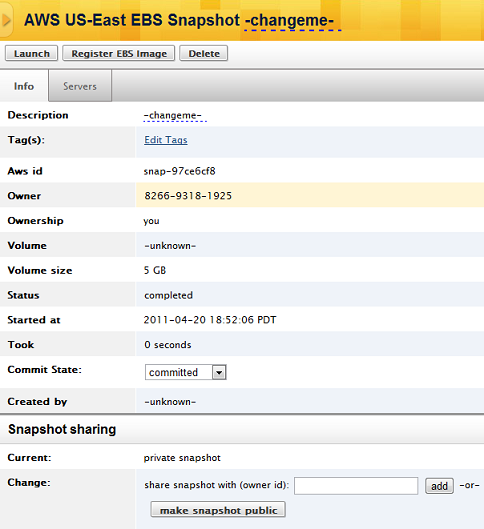 AWS US-East EBS Snapshot -changeme-
Launch Register EBS Image Delete
Info Servers
Description -changeme-
Tag(s): Edit Tags
Aws id snap-97ce6cf8
Owner 8266-9318-1925
Ownership you
Volume -unknown-
Volume size 5 GB
Status completed
Started at 2011-04-20 18:52:06 PDT
Took 0 seconds
Commit State: committed
Created by -unknown-
Snapshot sharing
Current: private snapshot
Change: share snapshot with (owner id): add -or-
make snapshot public